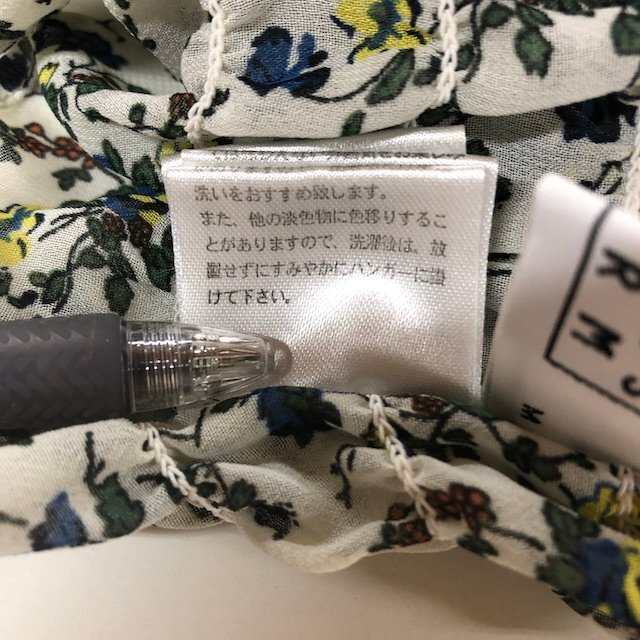 洗いをおすすめ致します。
また、他の淡色物に色移りするこ
とがありますので、洗濯後は、放
置せずにすみやかにハンガーに掛
けて下さい。
R
M
M